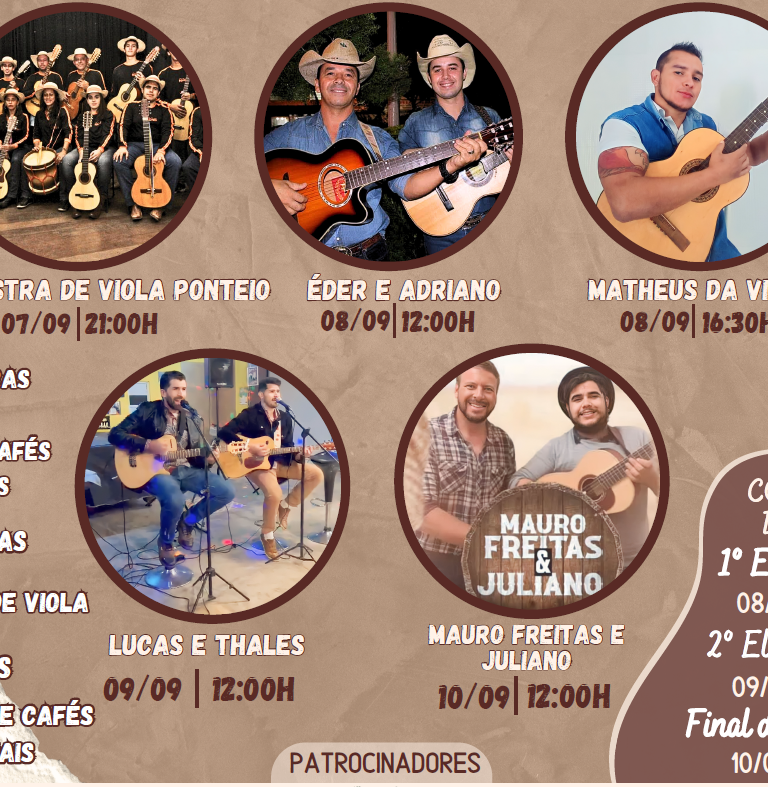 STRA DE VIOLA PONTEIO
07/09 | 21:00H
ÉDER E ADRIANO
08/09 | 12:00H
MATHEUS DA VI
08/09 | 16:30H
AS
AFÉS
S
AS
DE VIOLA
S
E CAFÉS
AIS
MAURO
FREITAS
&
JULIANO
LUCAS E THALES
09/09 | 12:00H
MAURO FREITAS E
JULIANO
10/09 | 12:00H
1º E
08/
2º El
09/
Final d
10/0
PATROCINADORES